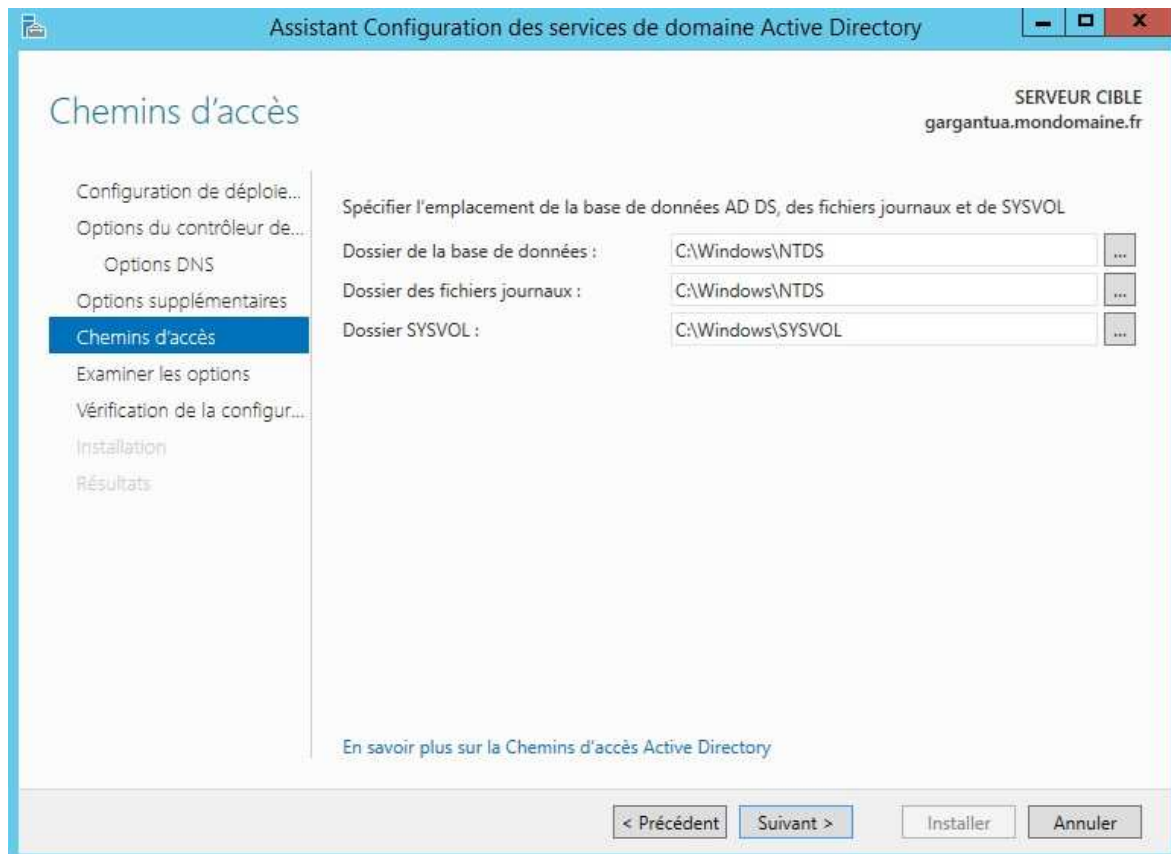 Assistant Configuration des services de domaine Active Directory
Chemins d'accès
SERVEUR CIBLE
gargantua.mondomaine.fr
Configuration de déploie...
Options du contrôleur de...
Options DNS
Options supplémentaires
Chemins d'accès
Examiner les options
Vérification de la configur...
Installation
Résultats
Spécifier l'emplacement de la base de données AD DS, des fichiers journaux et de SYSVOL
Dossier de la base de données : C:\Windows\NTDS ...
Dossier des fichiers journaux : C:\Windows\NTDS ...
Dossier SYSVOL : C:\Windows\SYSVOL ...
En savoir plus sur la Chemins d'accès Active Directory
< Précédent Suivant > Installer Annuler